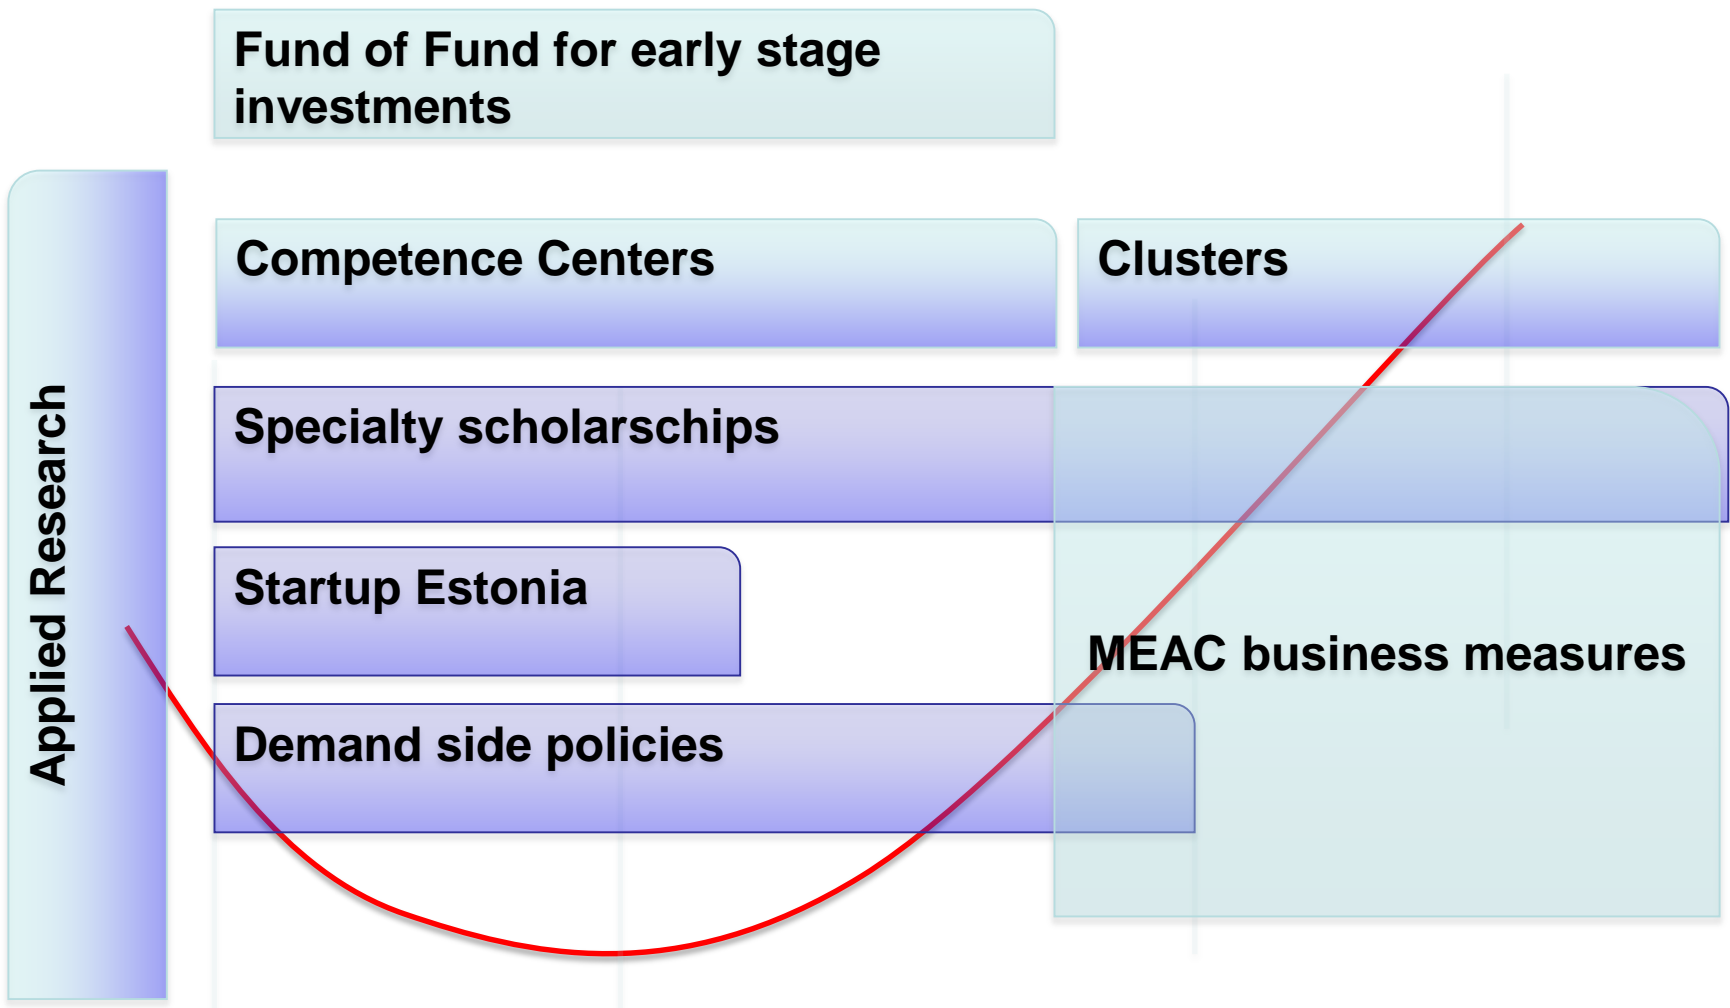 Fund of Fund for early stage
investments
Applied Research
Competence Centers
Clusters
Specialty scholarschips
Startup Estonia
MEAC business measures
Demand side policies